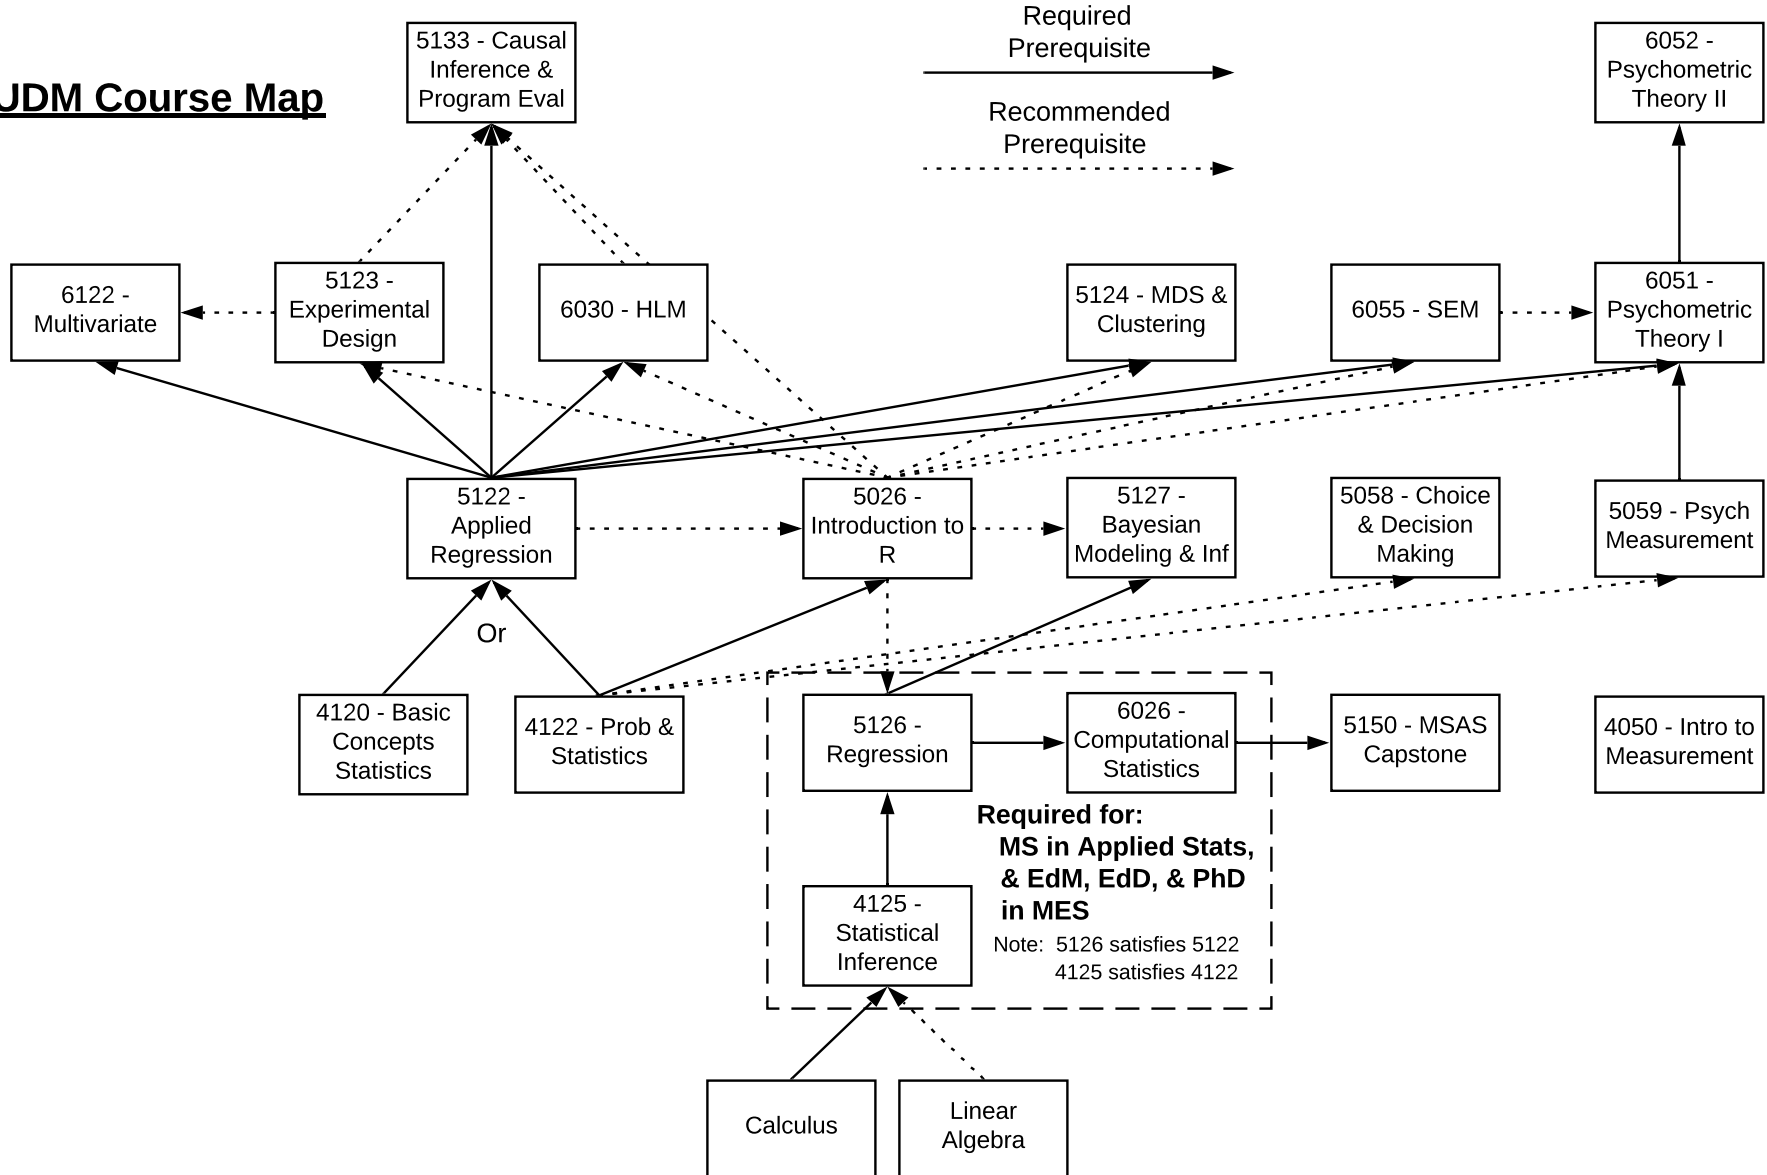 UDM Course Map
5133 - Causal
Inference &
Program Eval
Required
Prerequisite
Recommended
Prerequisite
6052 -
Psychometric
Theory II
6122 -
Multivariate
5123 -
Experimental
Design
6030 - HLM
5124 - MDS &
Clustering
6055 - SEM
6051 -
Psychometric
Theory I
5122 -
Applied
Regression
5026 -
Introduction to
R
5127 -
Bayesian
Modeling & Inf
5058 - Choice
& Decision
Making
5059 - Psych
Measurement
Or
4120 - Basic
Concepts
Statistics
4122 - Prob &
Statistics
5126 -
Regression
6026 -
Computational
Statistics
5150 - MSAS
Capstone
4050 - Intro to
Measurement
Required for:
MS in Applied Stats,
& EdM, EdD, & PhD
in MES
4125 -
Statistical
Inference
Note: 5126 satisfies 5122
4125 satisfies 4122
Calculus
Linear
Algebra